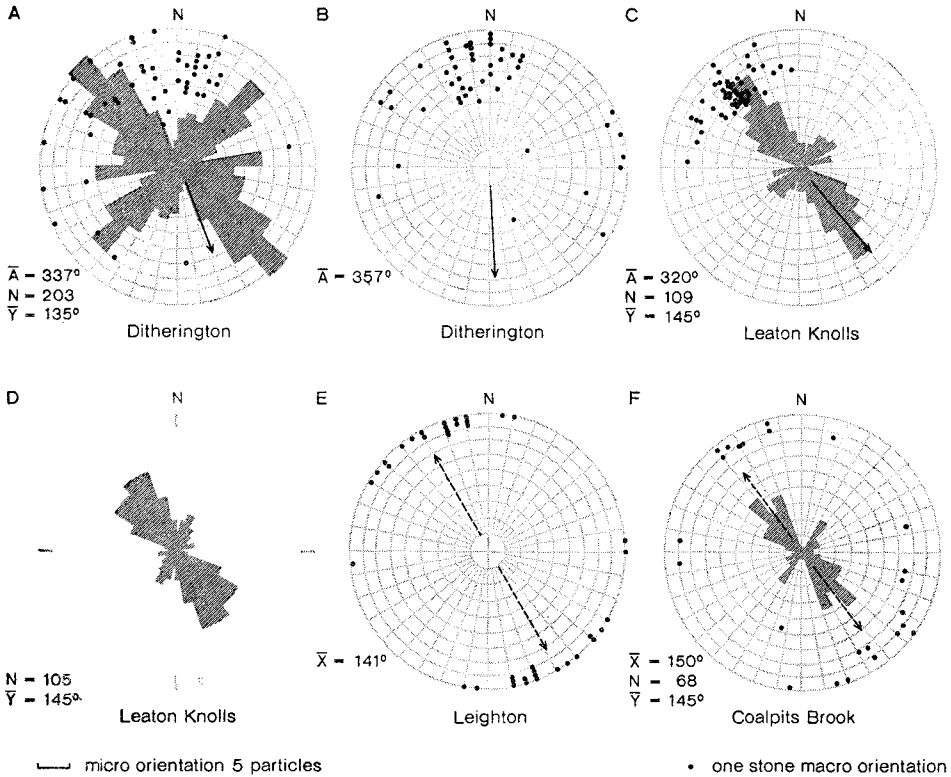 A
N
A̅ = 337°
N = 203
Y̅ = 135°
Ditherington
B
N
A̅ = 357°
Ditherington
C
N
A̅ = 320°
N = 109
Y̅ = 145°
Leaton Knolls
D
N
N = 105
Y̅ = 145°
Leaton Knolls
E
N
X̅ = 141°
Leighton
F
N
X̅ = 150°
N = 68
Y̅ = 145°
Coalpits Brook
micro orientation 5 particles
• one stone macro orientation